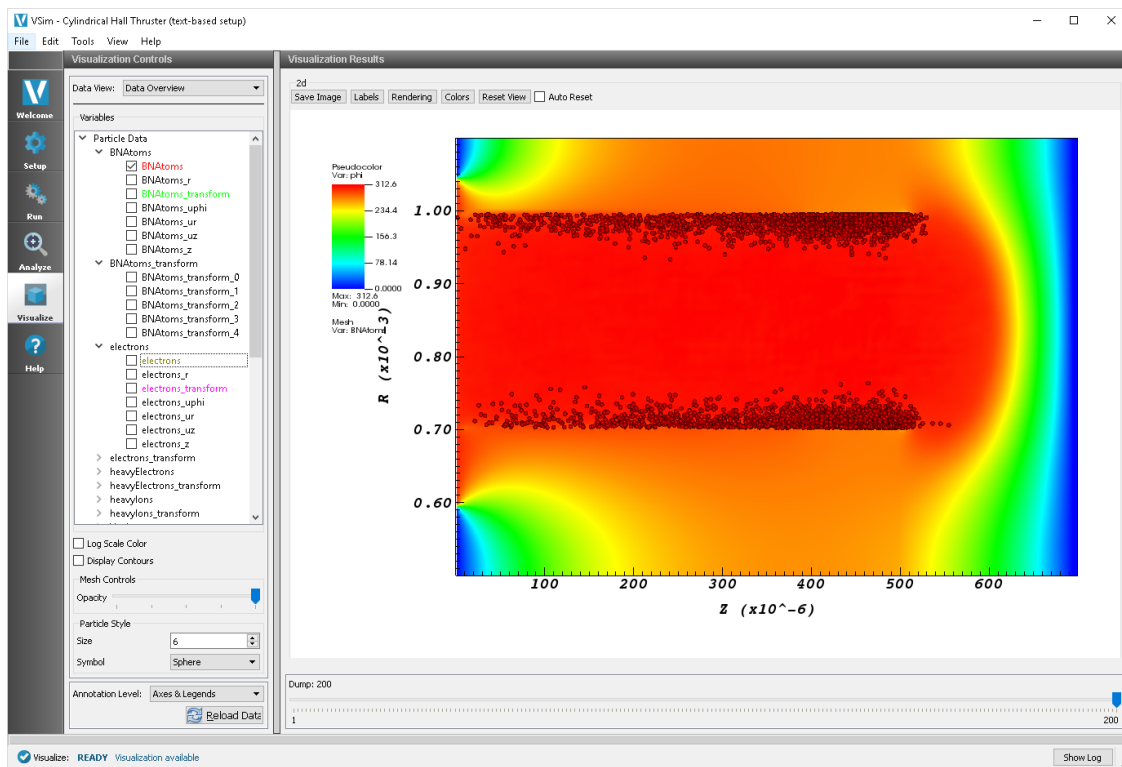 VSim - Cylindrical Hall Thruster (text-based setup)
File Edit Tools View Help
Visualization Controls
Visualization Results
Welcome
Setup
Run
Analyze
Visualize
Help
Data View: Data Overview
Variables
Particle Data
BNAtoms
BNAtoms
BNAtoms_r
BNAtoms_transform
BNAtoms_uphi
BNAtoms_ur
BNAtoms_uz
BNAtoms_z
BNAtoms_transform
BNAtoms_transform_0
BNAtoms_transform_1
BNAtoms_transform_2
BNAtoms_transform_3
BNAtoms_transform_4
electrons
electrons
electrons_r
electrons_transform
electrons_uphi
electrons_ur
electrons_uz
electrons_z
electrons_transform
heavyElectrons
heavyElectrons_transform
heavyIons
heavyIons_transform
Log Scale Color
Display Contours
Mesh Controls
Opacity
Particle Style
Size 6
Symbol Sphere
Annotation Level: Axes & Legends
Reload Data
2d
Save Image Labels Rendering Colors Reset View Auto Reset
Pseudocolor
Var: phi
312.6
234.4
156.3
78.14
0.0000
Max: 312.6
Min: 0.0000
Mesh
Var: BNAtoms
R (x10^-3)
1.00
0.90
0.80
0.70
0.60
100 200 300 400 500 600
Z (x10^-6)
Dump: 200
1 200
Visualize: READY Visualization available
Show Log